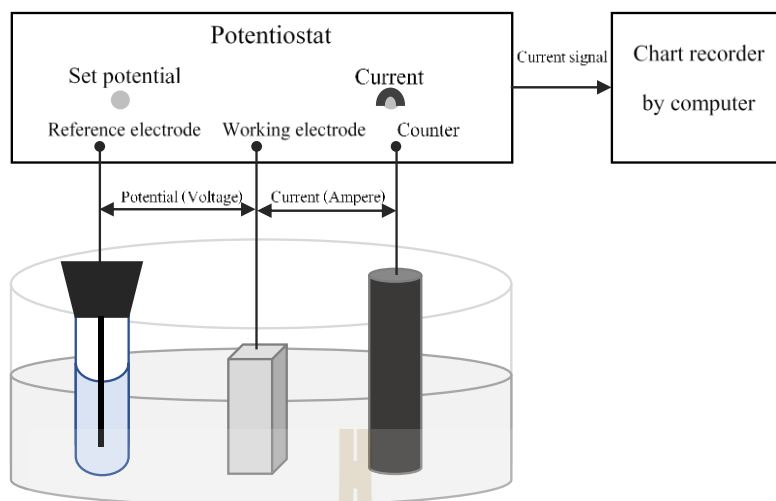 Potentiostat
Set potential
Current
Reference electrode
Working electrode
Counter
Current signal
Chart recorder
by computer
Potential (Voltage)
Current (Ampere)